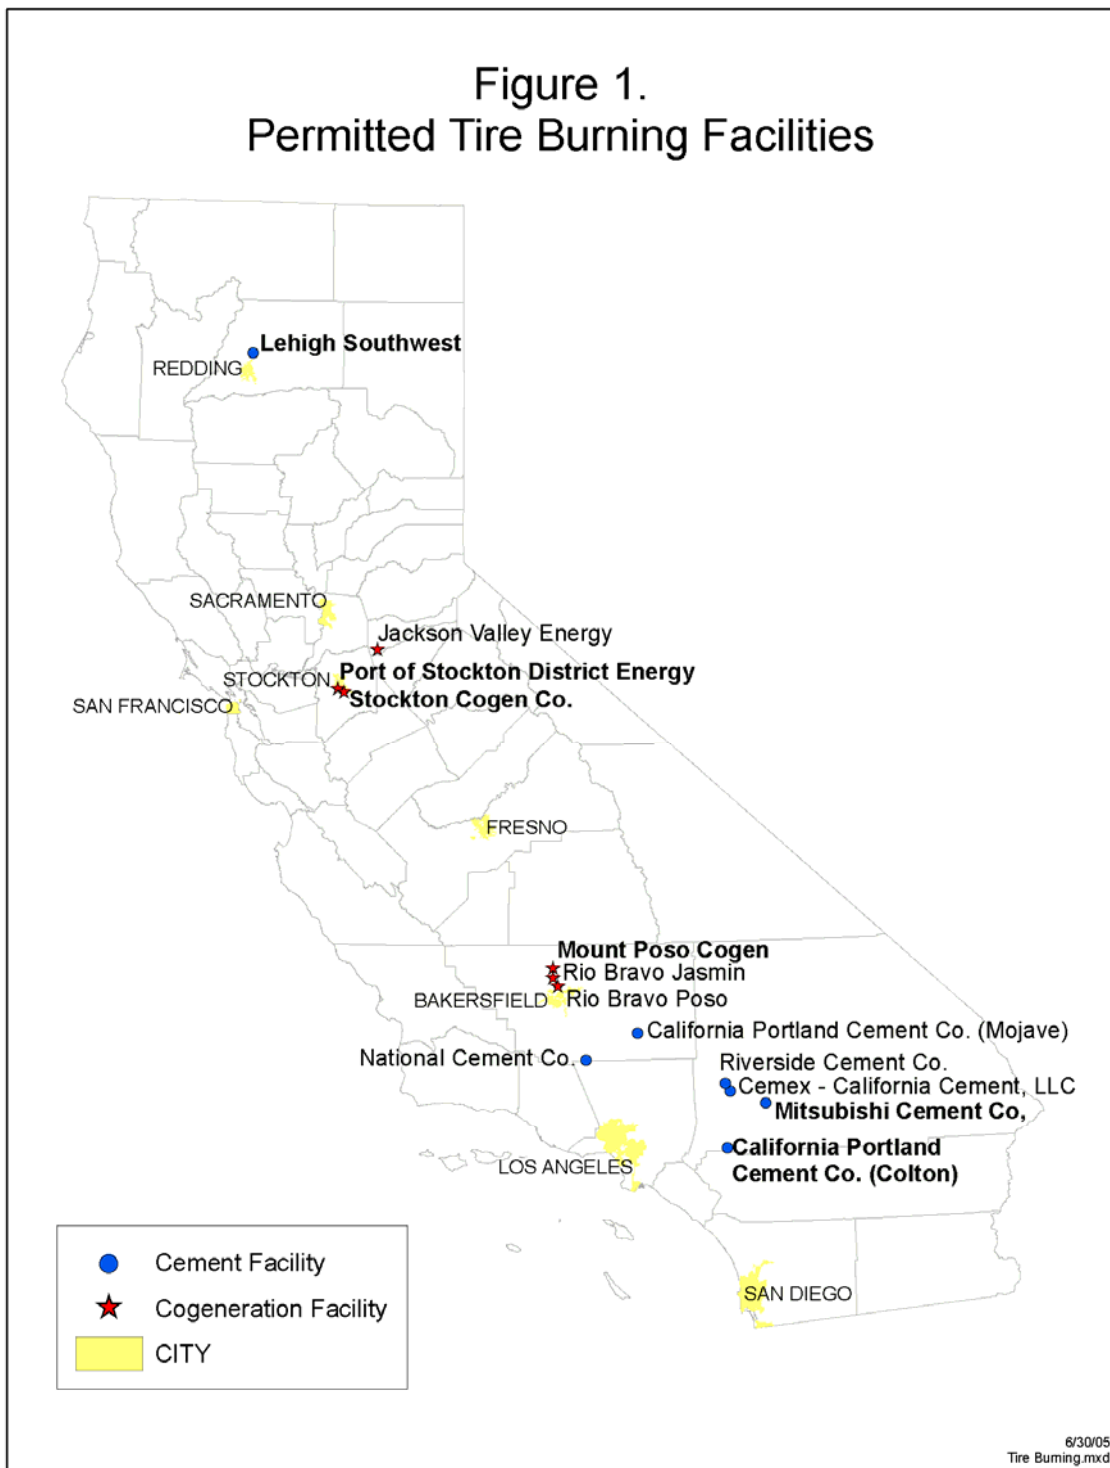 Figure 1.
Permitted Tire Burning Facilities
Lehigh Southwest
REDDING
SACRAMENTO
Jackson Valley Energy
Port of Stockton District Energy
STOCKTON
Stockton Cogen Co.
SAN FRANCISCO
FRESNO
Mount Poso Cogen
Rio Bravo Jasmin
BAKERSFIELD
Rio Bravo Poso
California Portland Cement Co. (Mojave)
National Cement Co.
Riverside Cement Co.
Cemex - California Cement, LLC
Mitsubishi Cement Co,
California Portland
Cement Co. (Colton)
LOS ANGELES
SAN DIEGO
Cement Facility
Cogeneration Facility
CITY
6/30/05
Tire Burning.mxd